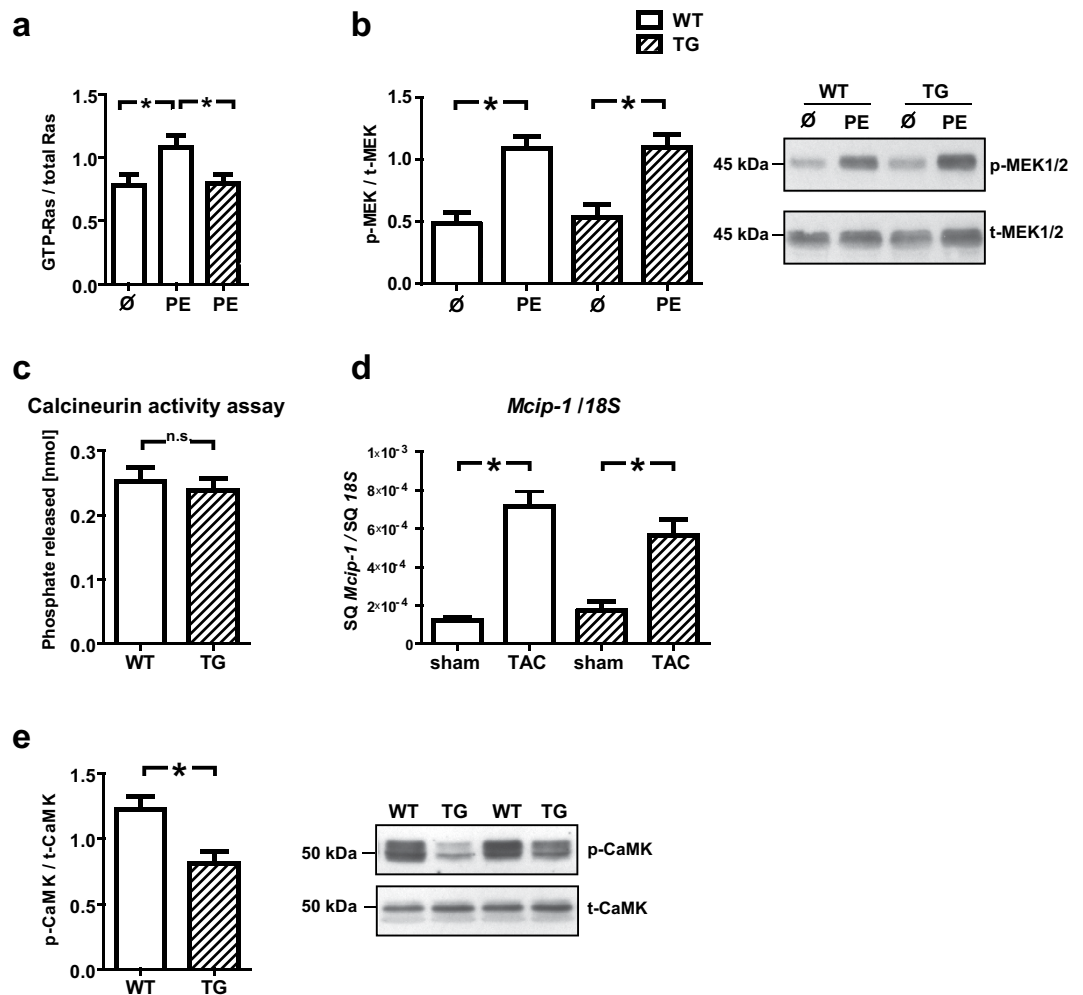 a
b
WT
TG
GTP-Ras / total Ras
1.5
1.0
0.5
0.0
*
*
Ø PE PE
p-MEK / t-MEK
1.5
1.0
0.5
0.0
*
*
Ø PE Ø PE
WT TG
Ø PE Ø PE
45 kDa
p-MEK1/2
45 kDa
t-MEK1/2
c
Calcineurin activity assay
Phosphate released [nmol]
0.3
0.2
0.1
0.0
n.s.
WT TG
d
Mcip-1 /18S
SQ Mcip-1 / SQ 18S
1×10⁻³
8×10⁻⁴
6×10⁻⁴
4×10⁻⁴
2×10⁻⁴
0
*
*
sham TAC sham TAC
e
p-CaMK / t-CaMK
1.5
1.0
0.5
0.0
*
WT TG
WT TG WT TG
50 kDa
p-CaMK
50 kDa
t-CaMK